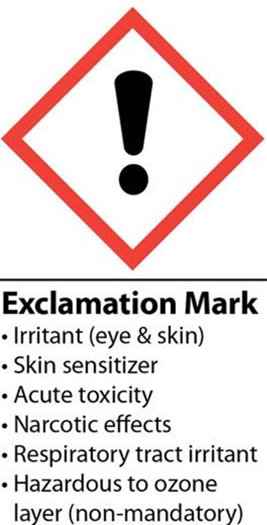 Exclamation Mark
• Irritant (eye & skin)
• Skin sensitizer
• Acute toxicity
• Narcotic effects
• Respiratory tract irritant
• Hazardous to ozone
layer (non-mandatory)